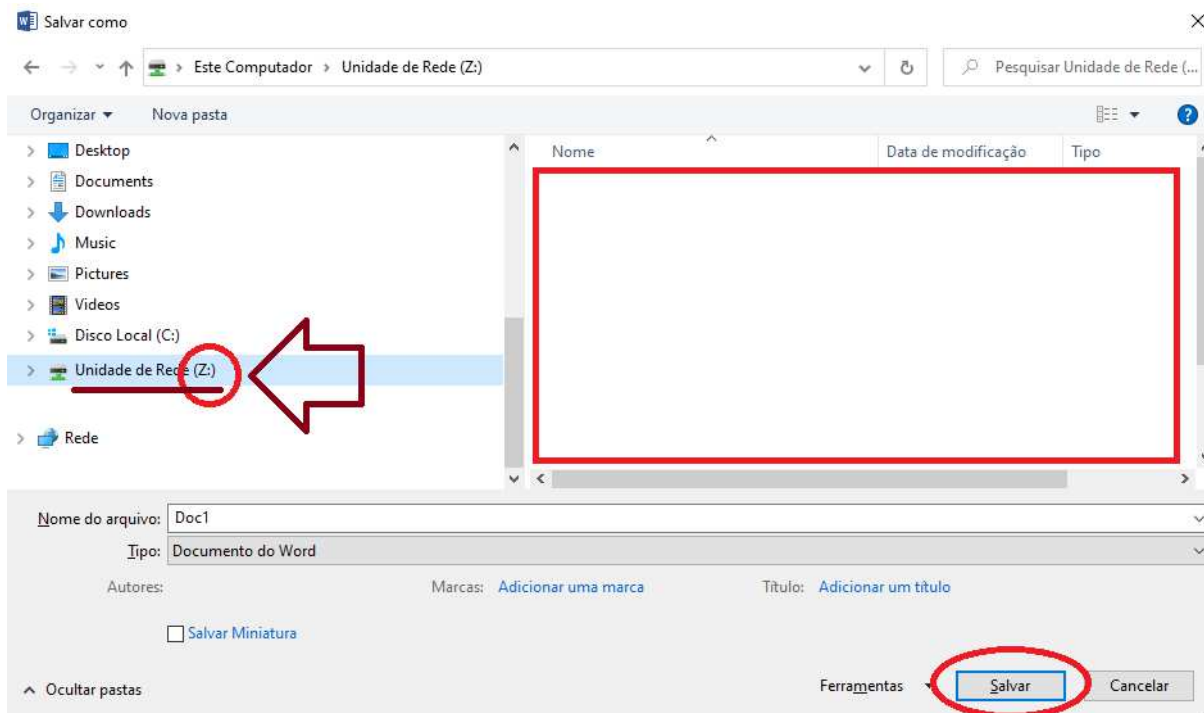 Salvar como
Este Computador > Unidade de Rede (Z:)
Pesquisar Unidade de Rede (...
Organizar
Nova pasta
Nome
Data de modificação
Tipo
Desktop
Documents
Downloads
Music
Pictures
Videos
Disco Local (C:)
Unidade de Rede (Z:)
Rede
Nome do arquivo: Doc1
Tipo: Documento do Word
Autores:
Marcas: Adicionar uma marca
Título: Adicionar um título
Salvar Miniatura
Ocultar pastas
Ferramentas
Salvar
Cancelar